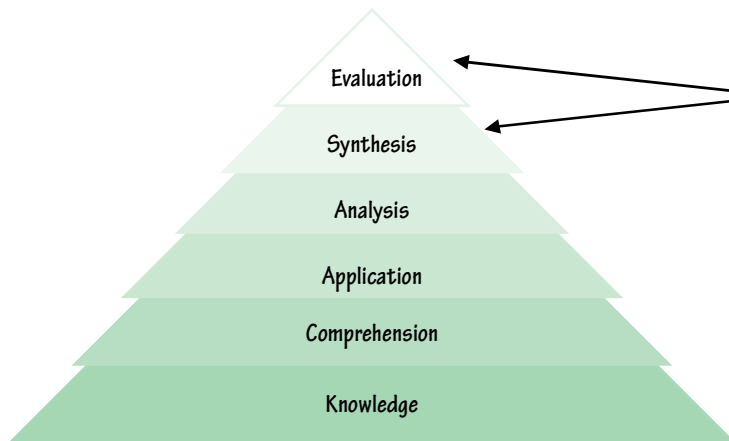 Evaluation
Synthesis
Analysis
Application
Comprehension
Knowledge